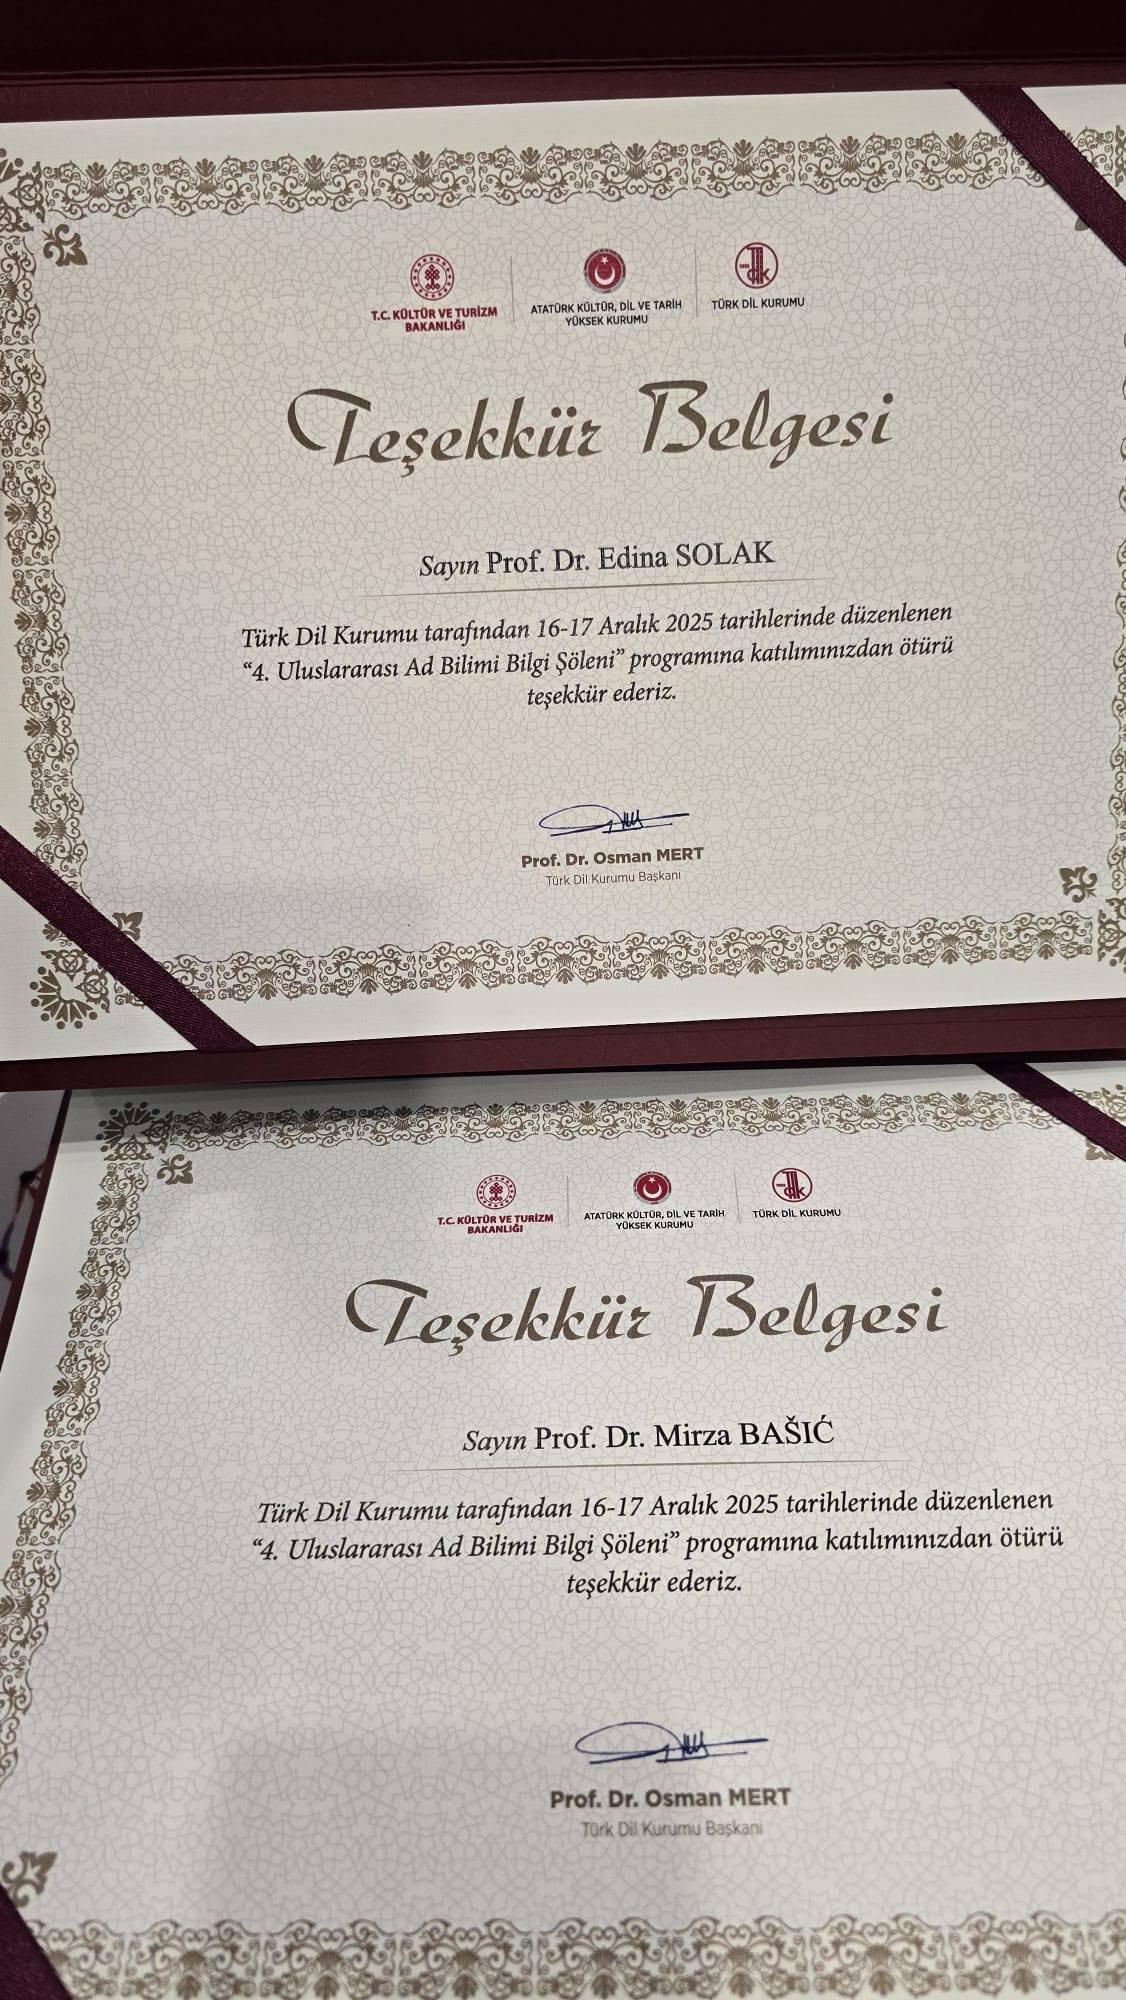 T.C. KÜLTÜR VE TURİZM
BAKANLIĞI
ATATÜRK KÜLTÜR, DİL VE TARİH
YÜKSEK KURUMU
TÜRK DİL KURUMU
Teşekkür Belgesi
Sayın Prof. Dr. Edina SOLAK
Türk Dil Kurumu tarafından 16-17 Aralık 2025 tarihlerinde düzenlenen
“4. Uluslararası Ad Bilimi Bilgi Şöleni” programına katılımınızdan ötürü
teşekkür ederiz.
Prof. Dr. Osman MERT
Türk Dil Kurumu Başkanı
T.C. KÜLTÜR VE TURİZM
BAKANLIĞI
ATATÜRK KÜLTÜR, DİL VE TARİH
YÜKSEK KURUMU
TÜRK DİL KURUMU
Teşekkür Belgesi
Sayın Prof. Dr. Mirza BAŠIĆ
Türk Dil Kurumu tarafından 16-17 Aralık 2025 tarihlerinde düzenlenen
“4. Uluslararası Ad Bilimi Bilgi Şöleni” programına katılımınızdan ötürü
teşekkür ederiz.
Prof. Dr. Osman MERT
Türk Dil Kurumu Başkanı